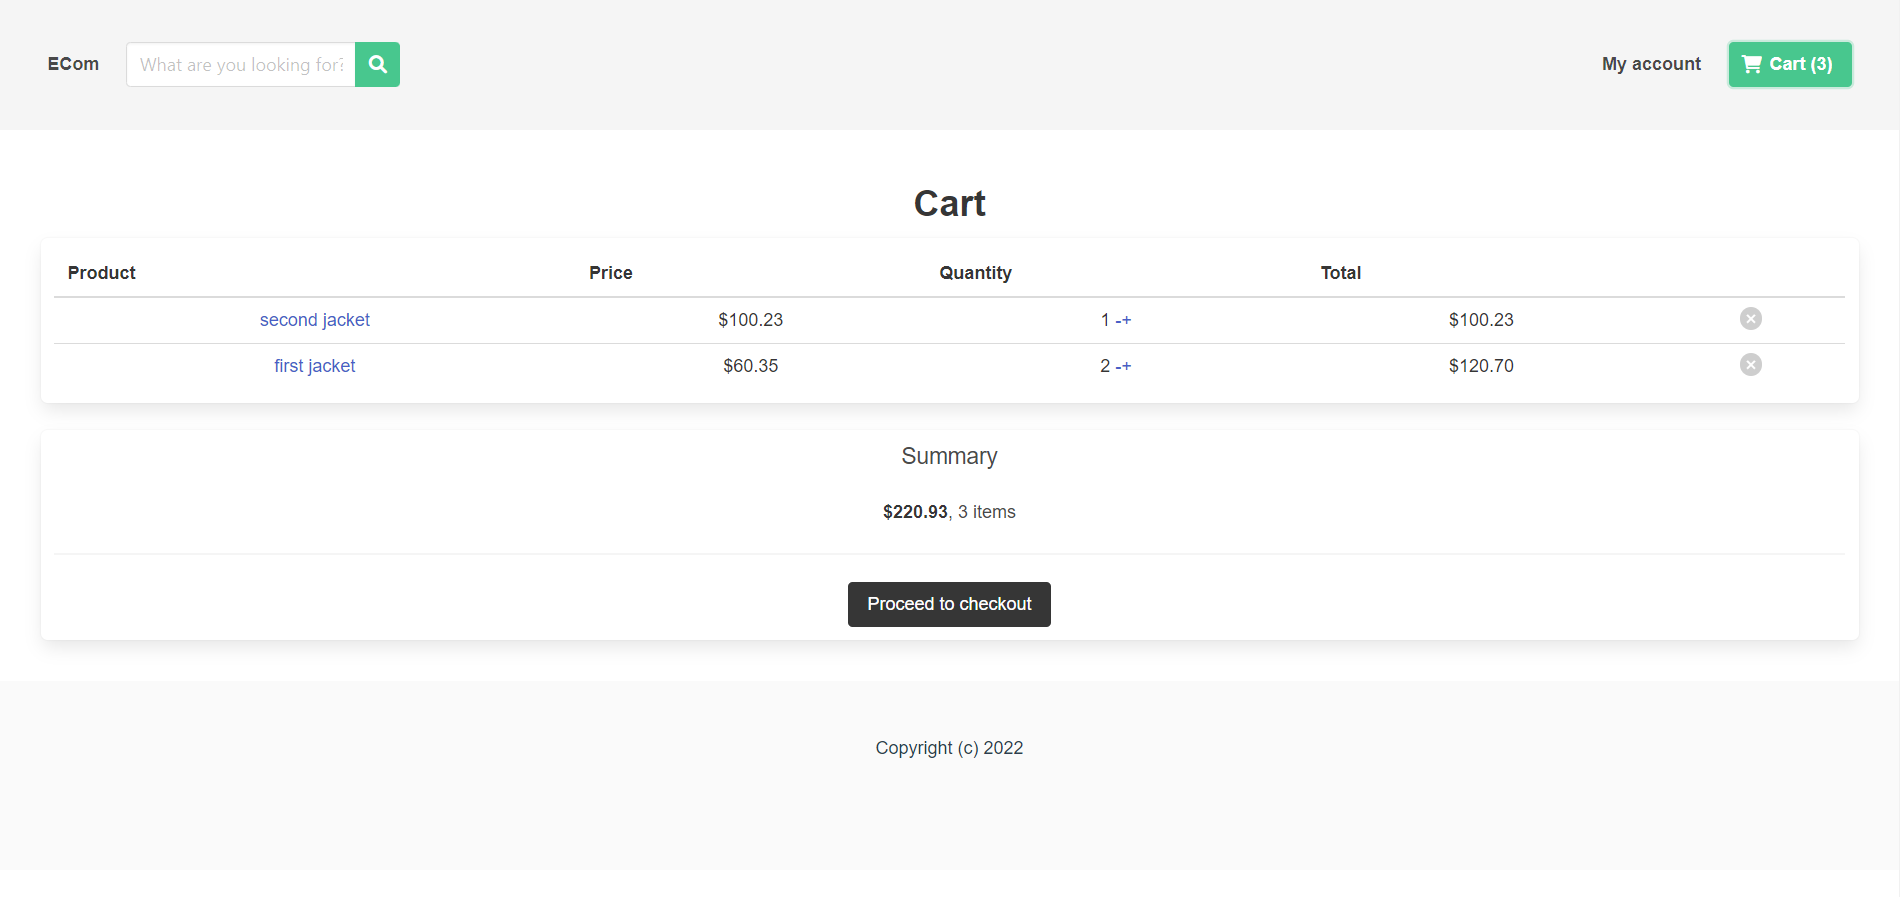 ECom What are you looking for? My account Cart (3)
Cart
Product Price Quantity Total
second jacket $100.23 1 -+ $100.23
first jacket $60.35 2 -+ $120.70
Summary
$220.93, 3 items
Proceed to checkout
Copyright (c) 2022